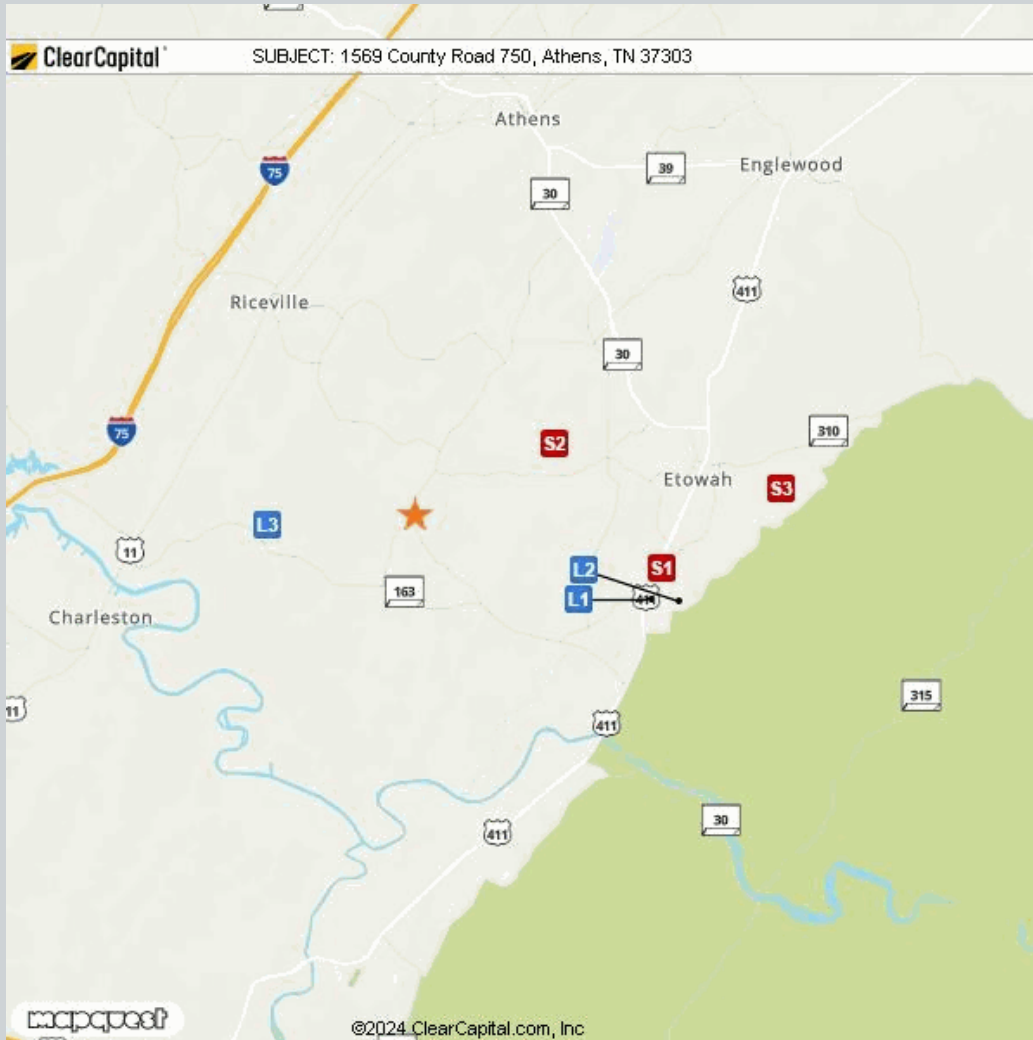 ClearCapital SUBJECT: 1569 County Road 750, Athens, TN 37303
Athens
39
Englewood
75
30
411
Riceville
30
310
75
S2
Etowah
S3
L3
11
L2
S1
163
L1
Charleston
11
315
411
30
411
mapquest
©2024 ClearCapital.com, Inc